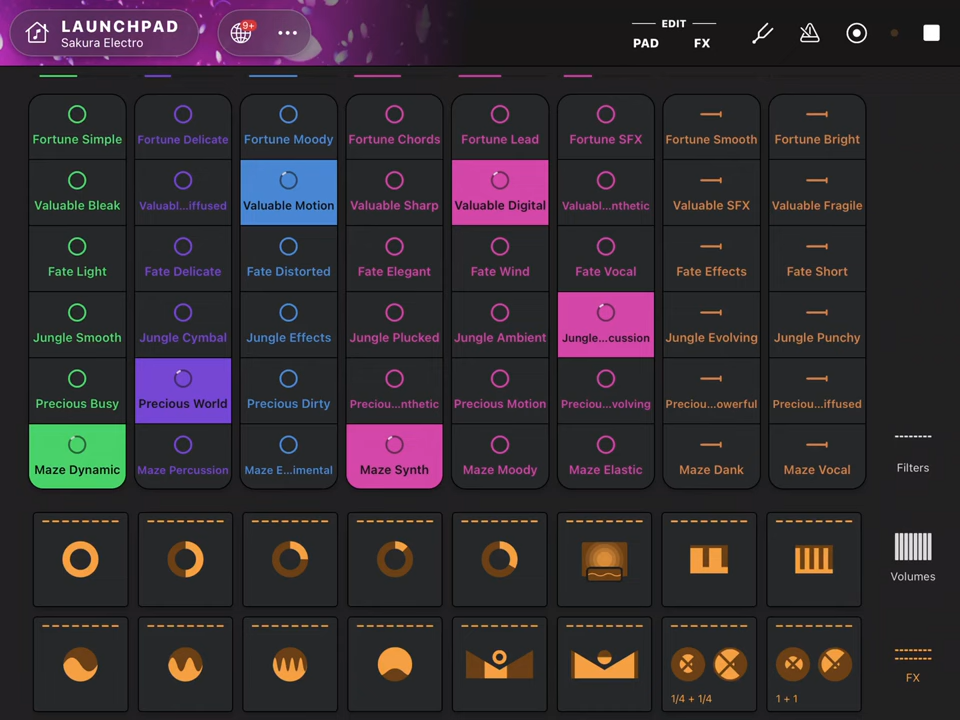 LAUNCHPAD
Sakura Electro
9+
EDIT
PAD FX
Fortune Simple Fortune Delicate Fortune Moody Fortune Chords Fortune Lead Fortune SFX Fortune Smooth Fortune Bright
Valuable Bleak Valuabl...iffused Valuable Motion Valuable Sharp Valuable Digital Valuabl...nthetic Valuable SFX Valuable Fragile
Fate Light Fate Delicate Fate Distorted Fate Elegant Fate Wind Fate Vocal Fate Effects Fate Short
Jungle Smooth Jungle Cymbal Jungle Effects Jungle Plucked Jungle Ambient Jungle...cussion Jungle Evolving Jungle Punchy
Precious Busy Precious World Precious Dirty Preciou...nthetic Precious Motion Preciou...volving Preciou...owerful Preciou...iffused
Maze Dynamic Maze Percussion Maze E...imental Maze Synth Maze Moody Maze Elastic Maze Dank Maze Vocal
Filters
Volumes
FX
1/4 + 1/4 1 + 1